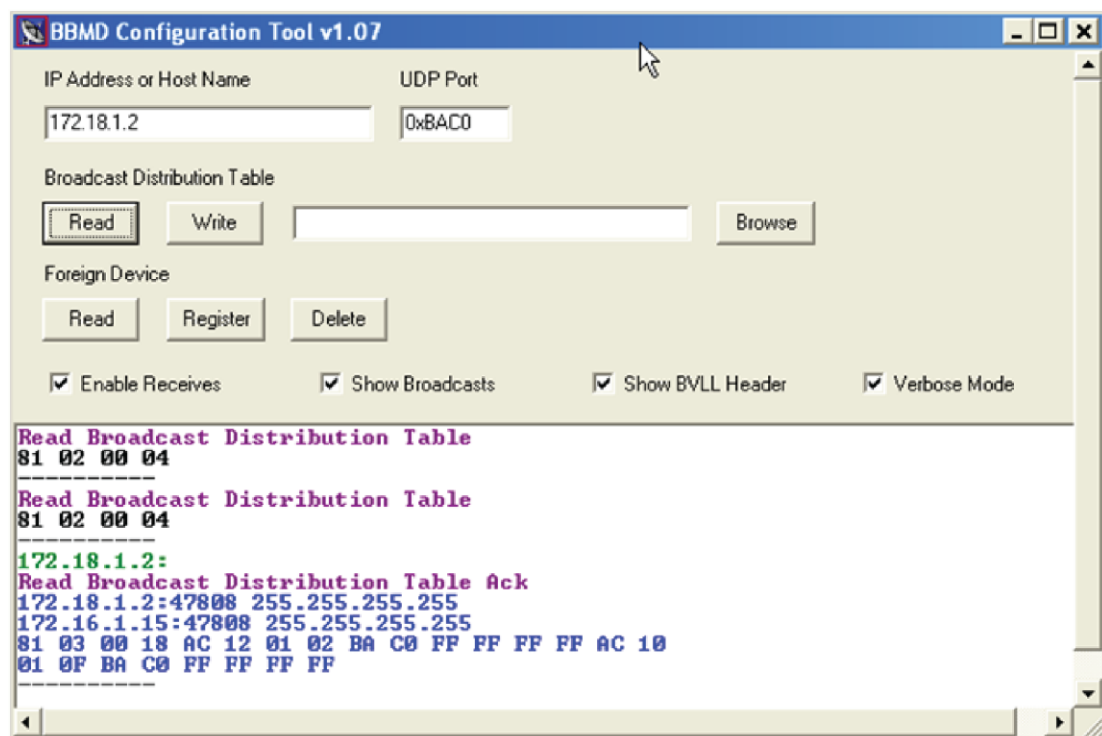 BBMD Configuration Tool v1.07
IP Address or Host Name UDP Port
172.18.1.2 0xBAC0
Broadcast Distribution Table
Read Write Browse
Foreign Device
Read Register Delete
Enable Receives Show Broadcasts Show BVLL Header Verbose Mode
Read Broadcast Distribution Table
81 02 00 04
----------
Read Broadcast Distribution Table
81 02 00 04
----------
172.18.1.2:
Read Broadcast Distribution Table Ack
172.18.1.2:47808 255.255.255.255
172.16.1.15:47808 255.255.255.255
81 03 00 18 AC 12 01 02 BA C0 FF FF FF FF AC 10
01 0F BA C0 FF FF FF FF
----------